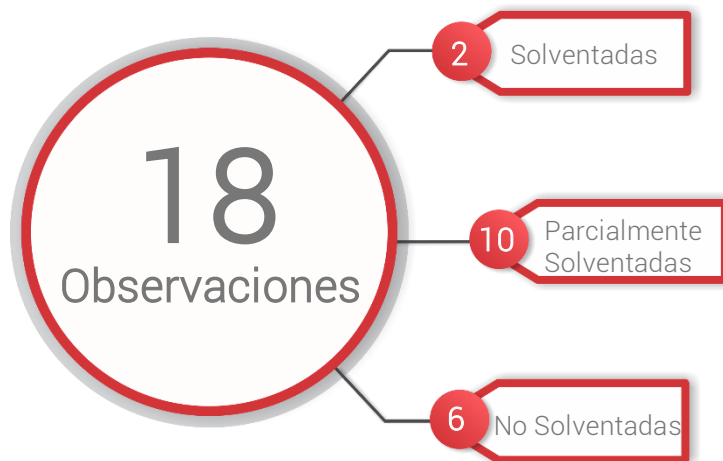 18
Observaciones
2
Solventadas
10
Parcialmente
Solventadas
6
No Solventadas